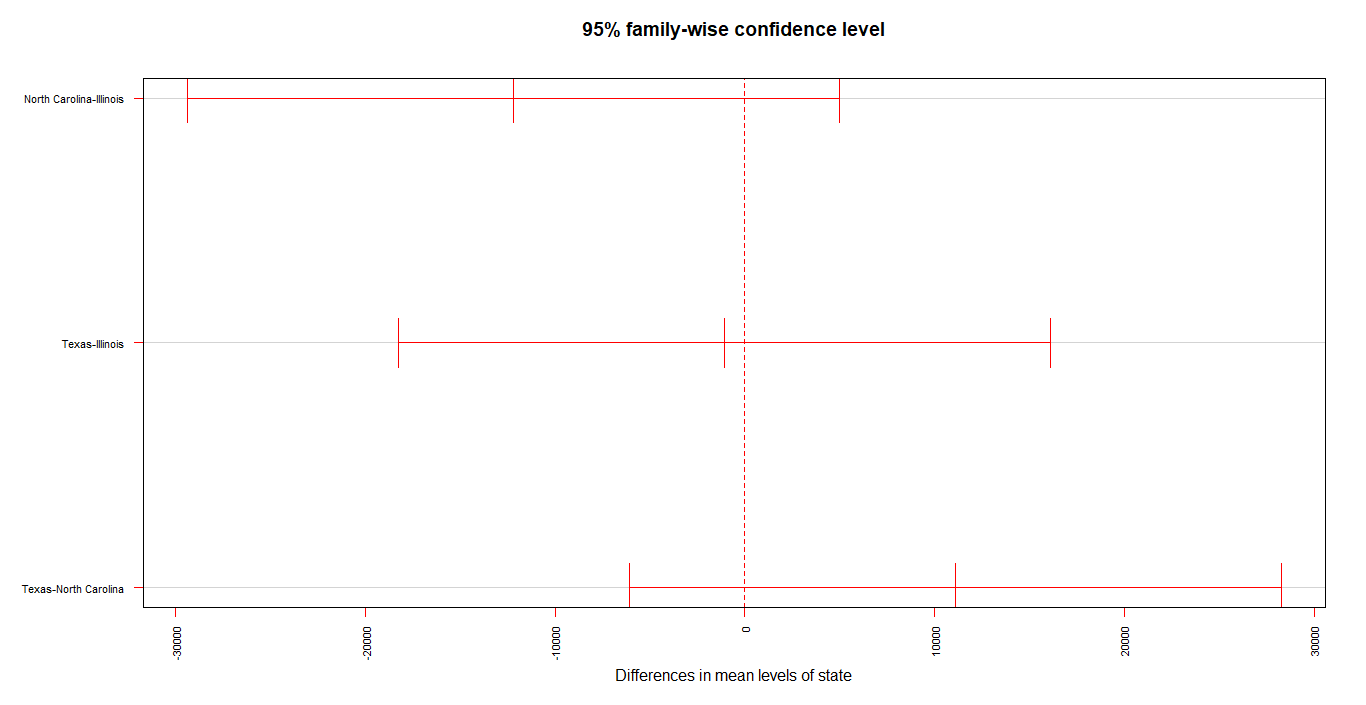 95% family-wise confidence level
North Carolina-Illinois
Texas-Illinois
Texas-North Carolina
-30000
-20000
-10000
0
10000
20000
30000
Differences in mean levels of state